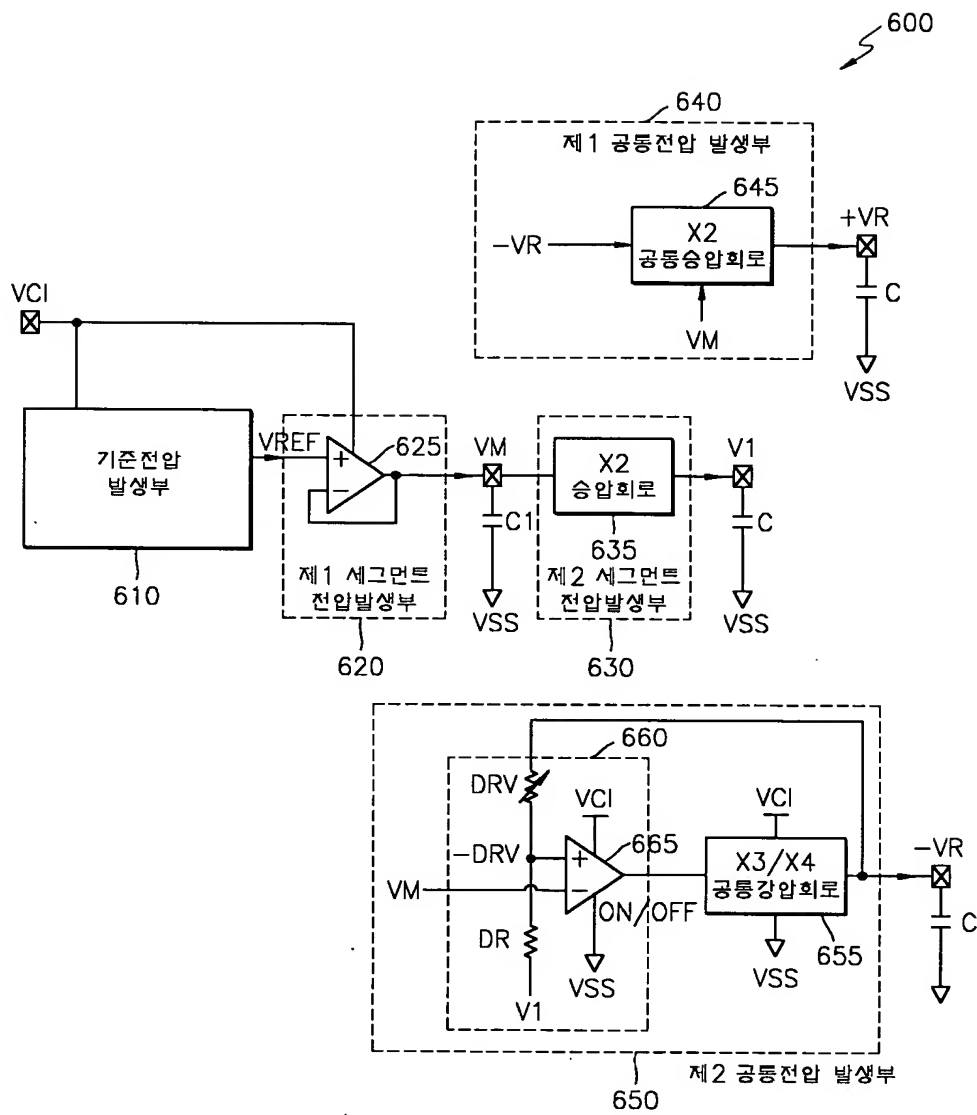 600
640
제1 공통전압 발생부
645
-VR
X2
공통승압회로
+VR
VM
C
VSS
VCI
기준전압
발생부
610
VREF
+
-
625
제1 세그먼트
전압발생부
620
VM
C1
VSS
X2
승압회로
635
제2 세그먼트
전압발생부
630
V1
C
VSS
660
DRV
-DRV
VM
DR
V1
VCI
+
-
665
ON/OFF
VSS
VCI
X3/X4
공통강압회로
655
VSS
-VR
C
650
제2 공통전압 발생부